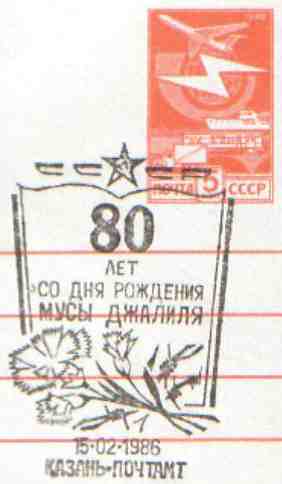 ПОЧТА 5 СССР
80
ЛЕТ
СО ДНЯ РОЖДЕНИЯ
МУСЫ ДЖАЛИЛЯ
15·02·1986
КАЗАНЬ-ПОЧТАМТ